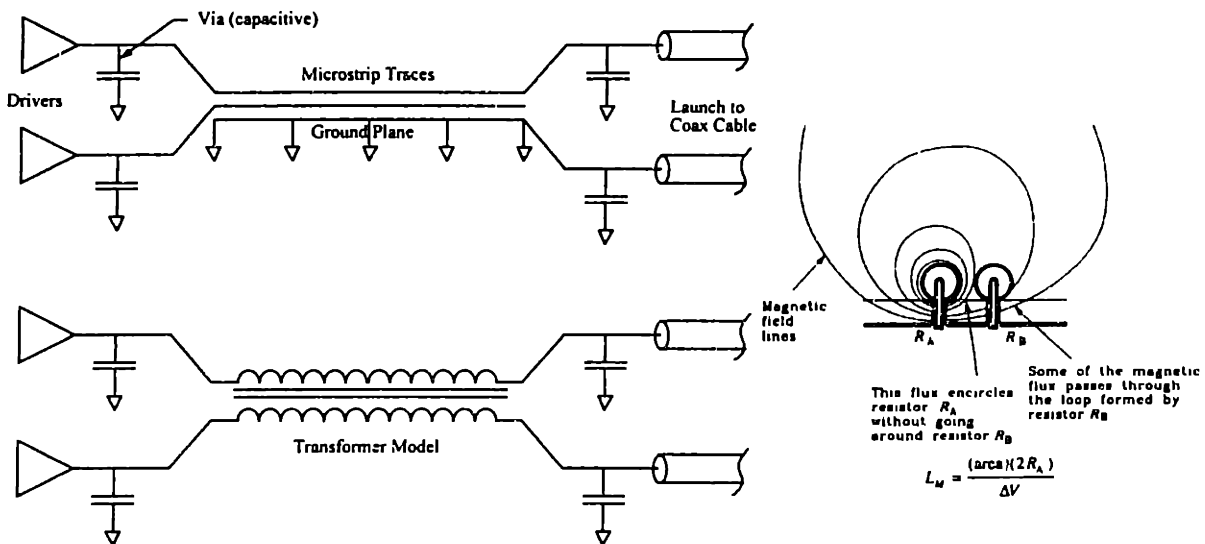 Via (capacitive)
Drivers
Microstrip Traces
Ground Plane
Launch to
Coax Cable
Transformer Model
Magnetic
field
lines
R_A
R_B
This flux encircles
resistor R_A
without going
around resistor R_B
Some of the magnetic
flux passes through
the loop formed by
resistor R_B
L_M = (area)(2R_A) / ΔV